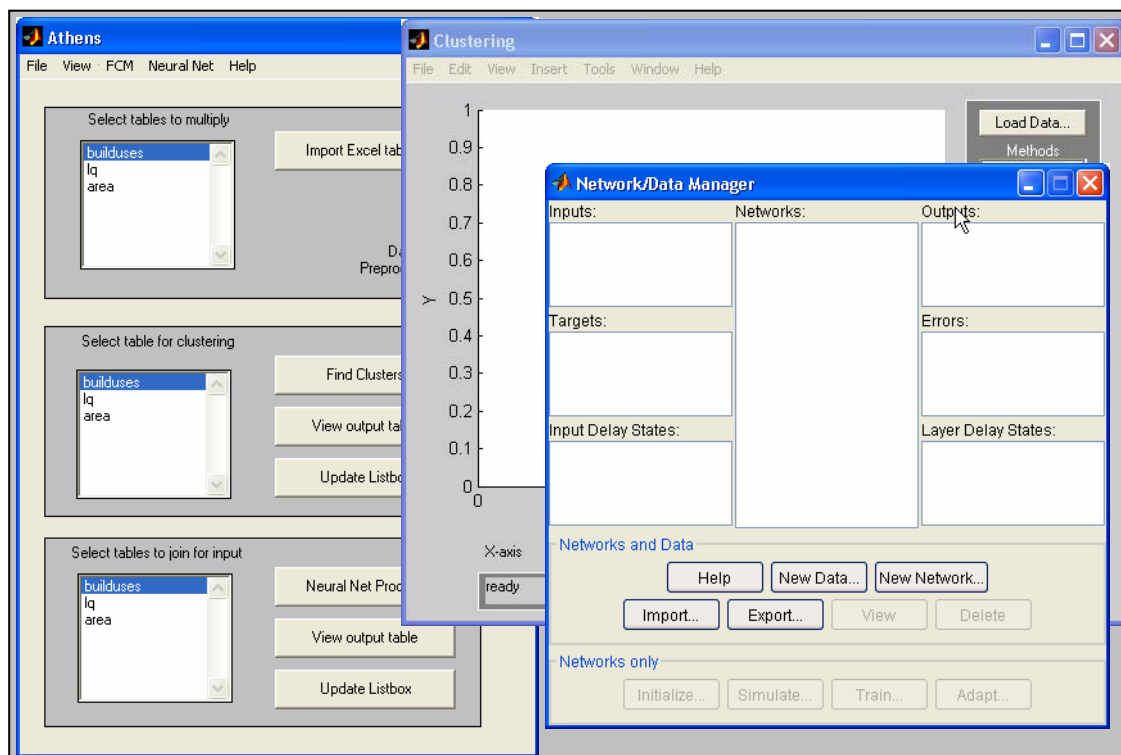 Athens
File View FCM Neural Net Help
Select tables to multiply
builduses
lq
area
Import Excel tab
Da
Preproc
Select table for clustering
builduses
lq
area
Find Clusters
View output tab
Update Listbo
Select tables to join for input
builduses
lq
area
Neural Net Proc
View output table
Update Listbox
Clustering
File Edit View Insert Tools Window Help
1
0.9
0.8
0.7
0.6
0.5
0.4
0.3
0.2
0.1
0
0
Y
X-axis
ready
Load Data...
Methods
Network/Data Manager
Inputs:
Networks:
Outputs:
Targets:
Errors:
Input Delay States:
Layer Delay States:
Networks and Data
Help
New Data...
New Network...
Import...
Export...
View
Delete
Networks only
Initialize...
Simulate...
Train...
Adapt...